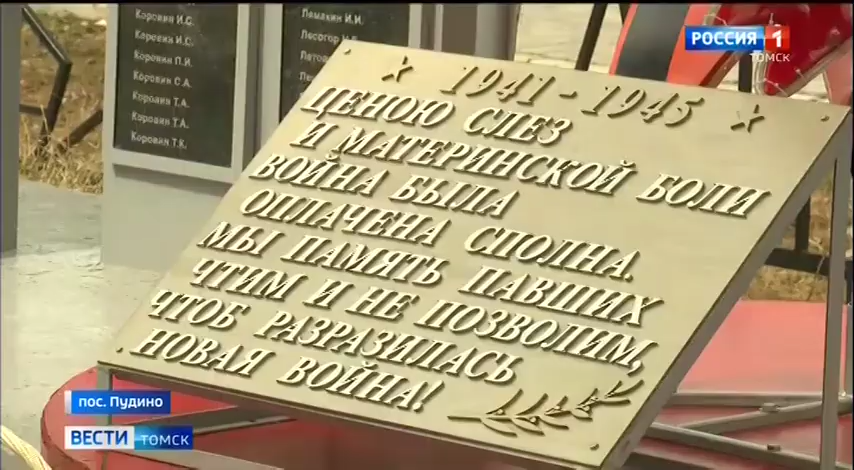 Коровин И.С.
Коровин И.С.
Коровин П.И.
Коровин С.А.
Коровин Т.А.
Коровин Т.А.
Коровин Т.К.
Лемакин И.И.
РОССИЯ 1
ТОМСК
1941 - 1945
ЦЕНОЮ СЛЕЗ
И МАТЕРИНСКОЙ БОЛИ
ВОЙНА БЫЛА
ОПЛАЧЕНА СПОЛНА.
МЫ ПАМЯТЬ ПАВШИХ
ЧТИМ И НЕ ПОЗВОЛИМ,
ЧТОБ РАЗРАЗИЛАСЬ
НОВАЯ ВОЙНА!
пос. Пудино
ВЕСТИ ТОМСК